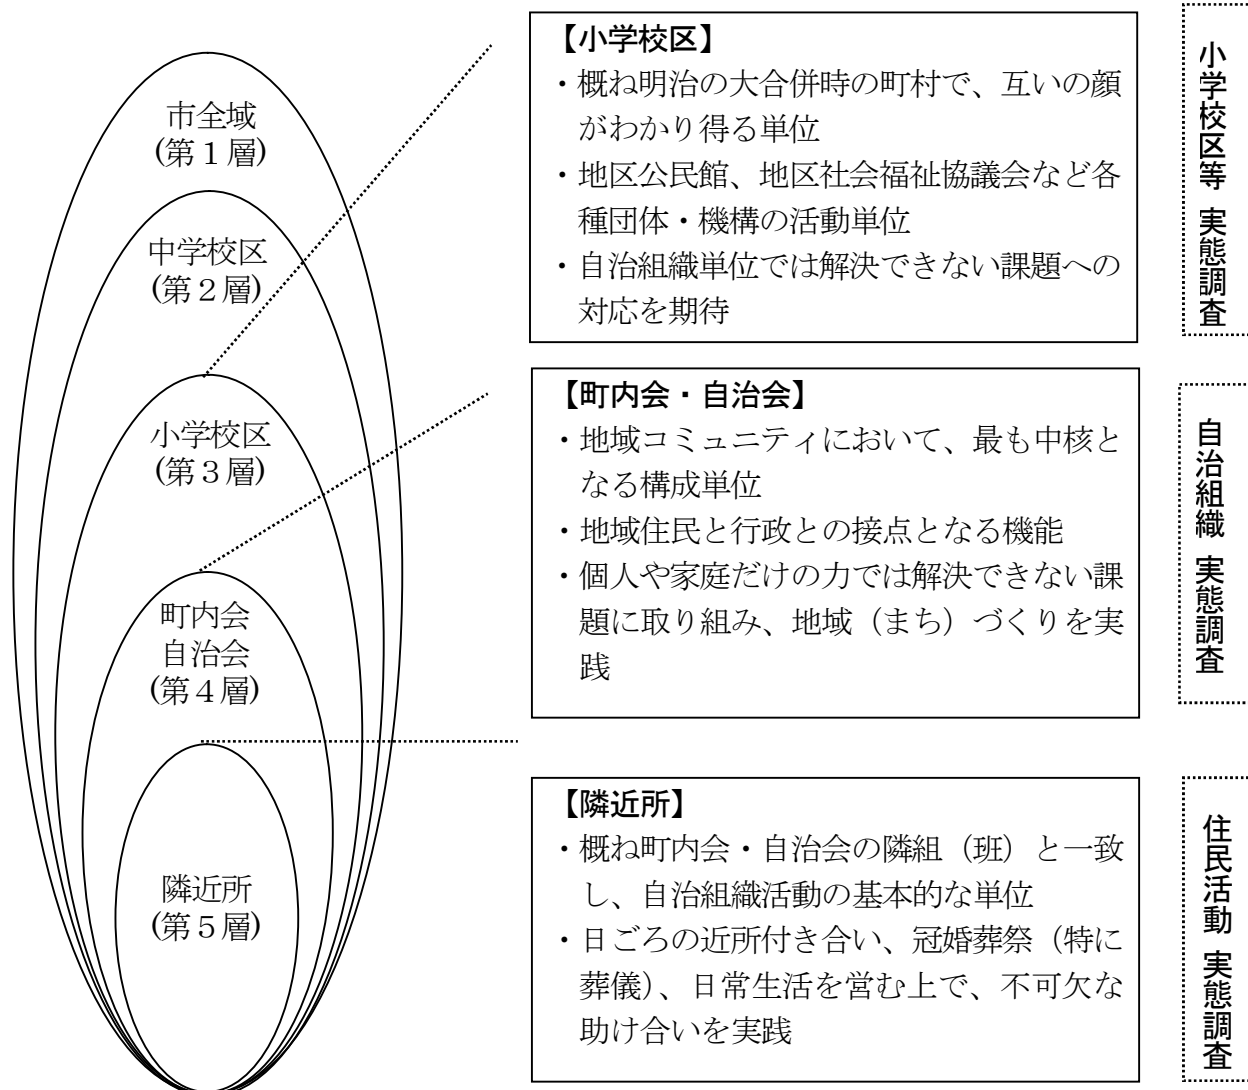 市全域
(第１層)
中学校区
(第２層)
小学校区
(第３層)
町内会
自治会
(第４層)
隣近所
(第５層)
【小学校区】
・概ね明治の大合併時の町村で、互いの顔
がわかり得る単位
・地区公民館、地区社会福祉協議会など各
種団体・機構の活動単位
・自治組織単位では解決できない課題への
対応を期待
【町内会・自治会】
・地域コミュニティにおいて、最も中核と
なる構成単位
・地域住民と行政との接点となる機能
・個人や家庭だけの力では解決できない課
題に取り組み、地域（まち）づくりを実
践
【隣近所】
・概ね町内会・自治会の隣組（班）と一致
し、自治組織活動の基本的な単位
・日ごろの近所付き合い、冠婚葬祭（特に
葬儀）、日常生活を営む上で、不可欠な
助け合いを実践
小学校区等 実態調査
自治組織 実態調査
住民活動 実態調査